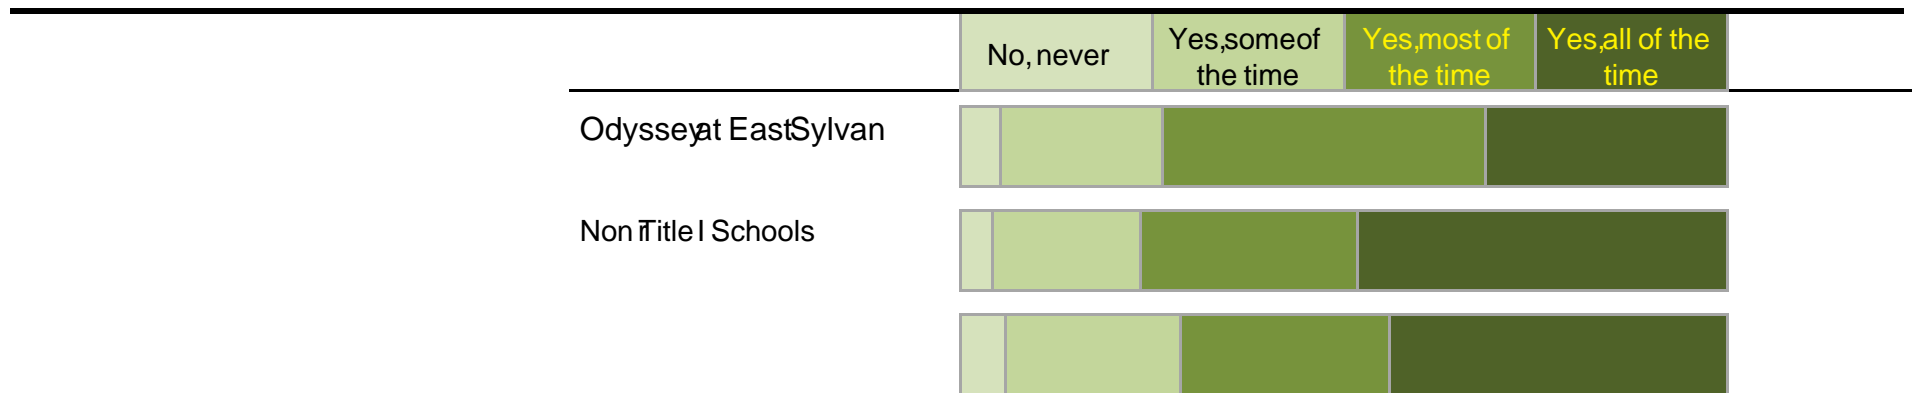 No, never
Yes,someof
the time
Yes,most of
the time
Yes,all of the
time
Odysseyat EastSylvan
Non Title I Schools